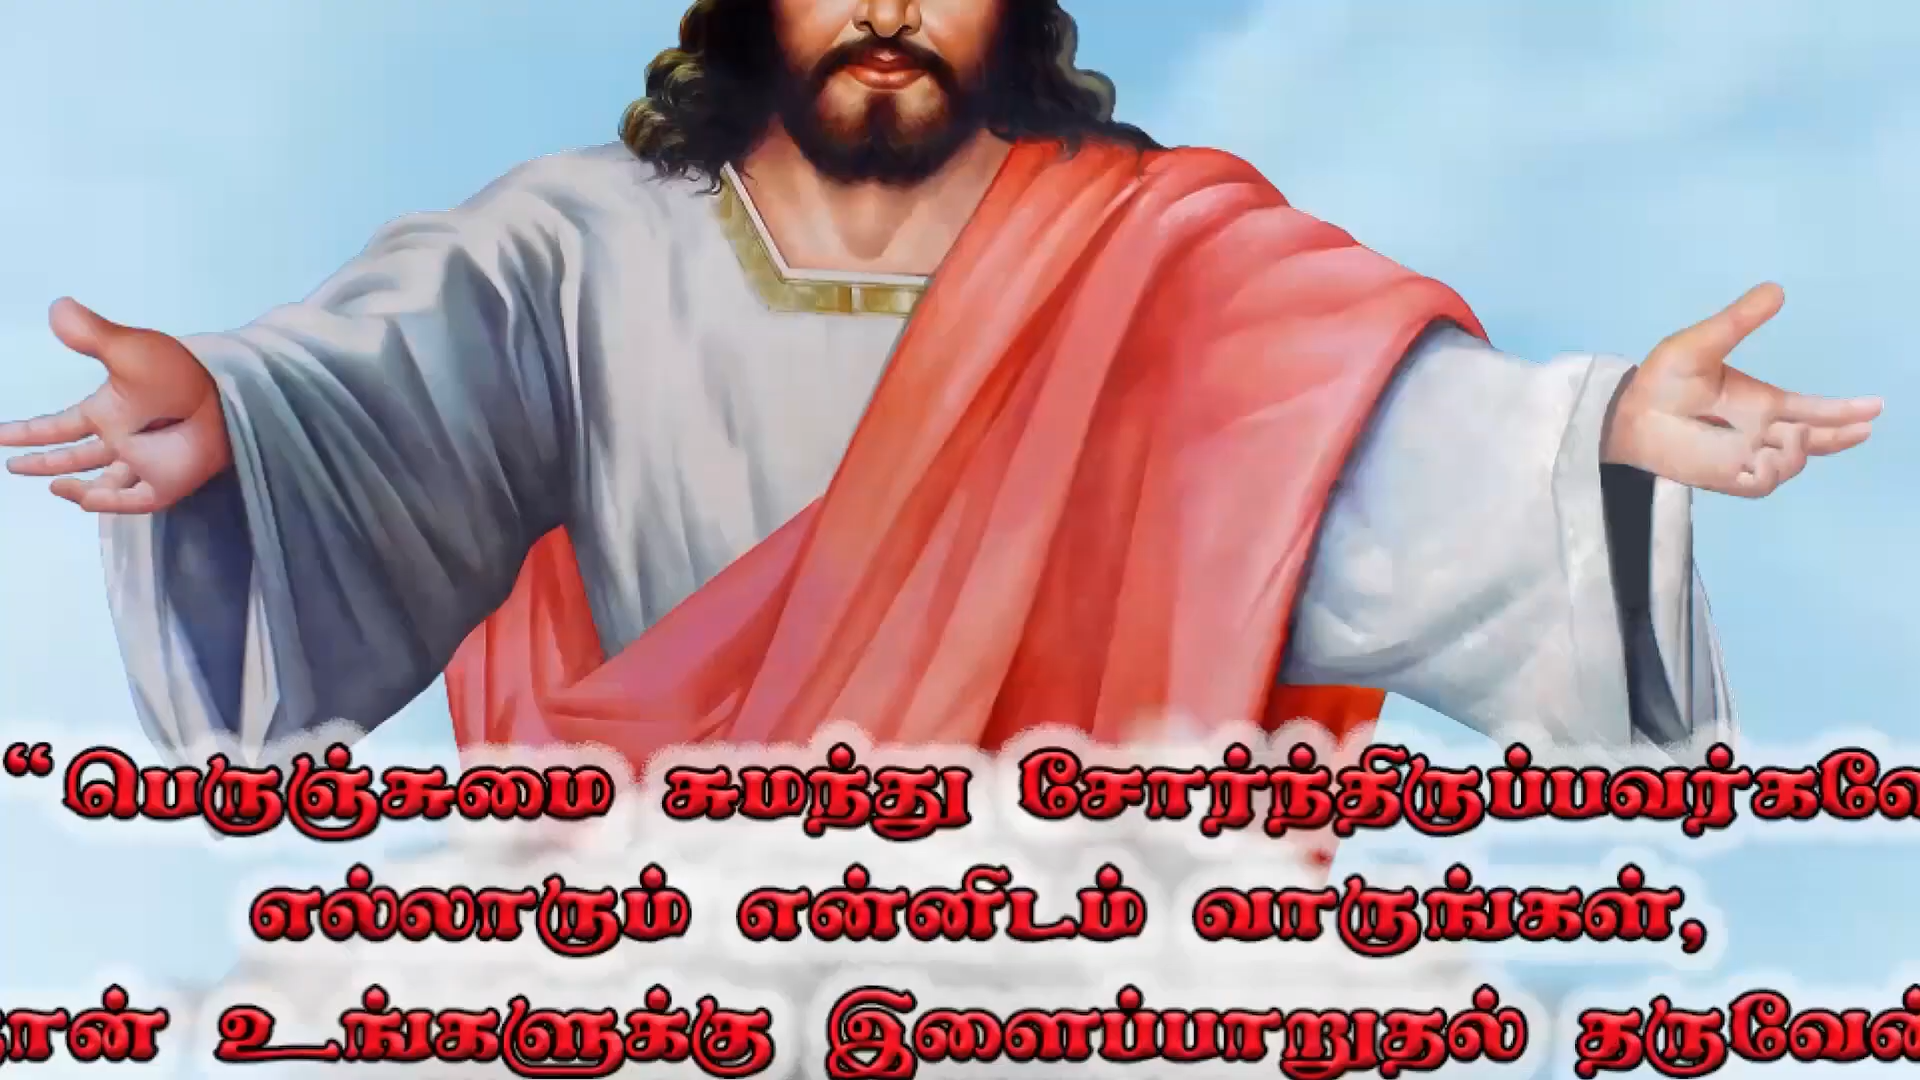 “பெருஞ்சுமை சுமந்து சோர்ந்திருப்பவர்களே
எல்லாரும் என்னிடம் வாருங்கள்,
நான் உங்களுக்கு இளைப்பாறுதல் தருவேன்